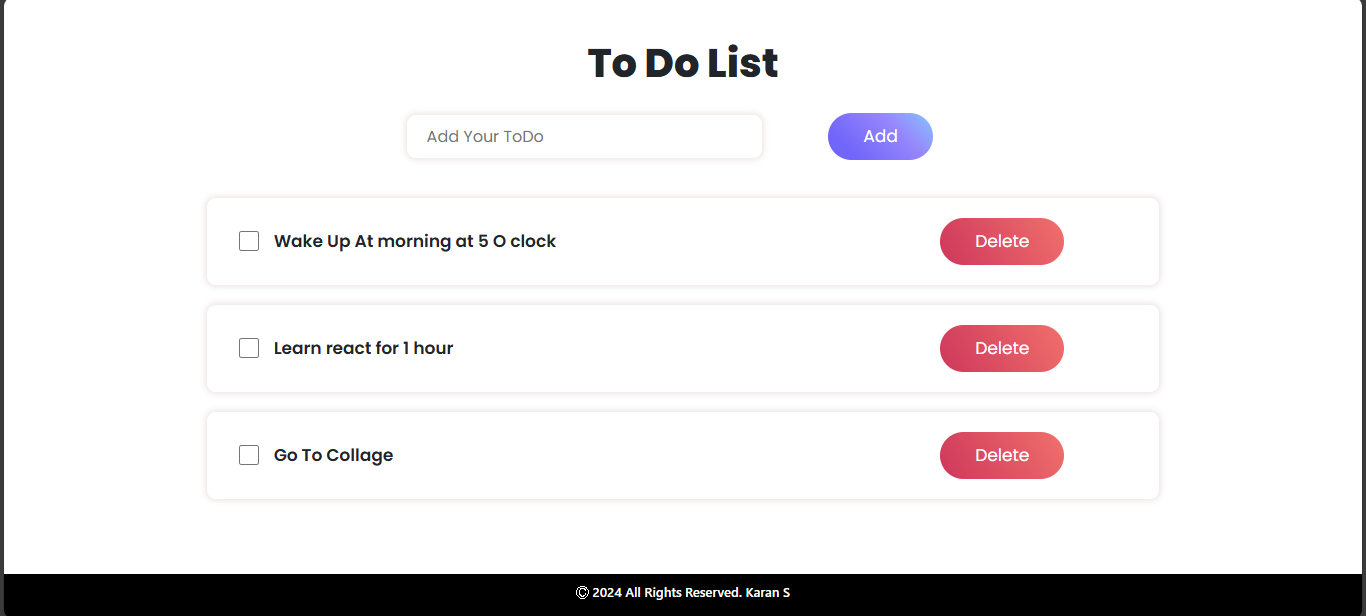 To Do List
Add Your ToDo
Add
Wake Up At morning at 5 O clock
Delete
Learn react for 1 hour
Delete
Go To Collage
Delete
© 2024 All Rights Reserved. Karan S